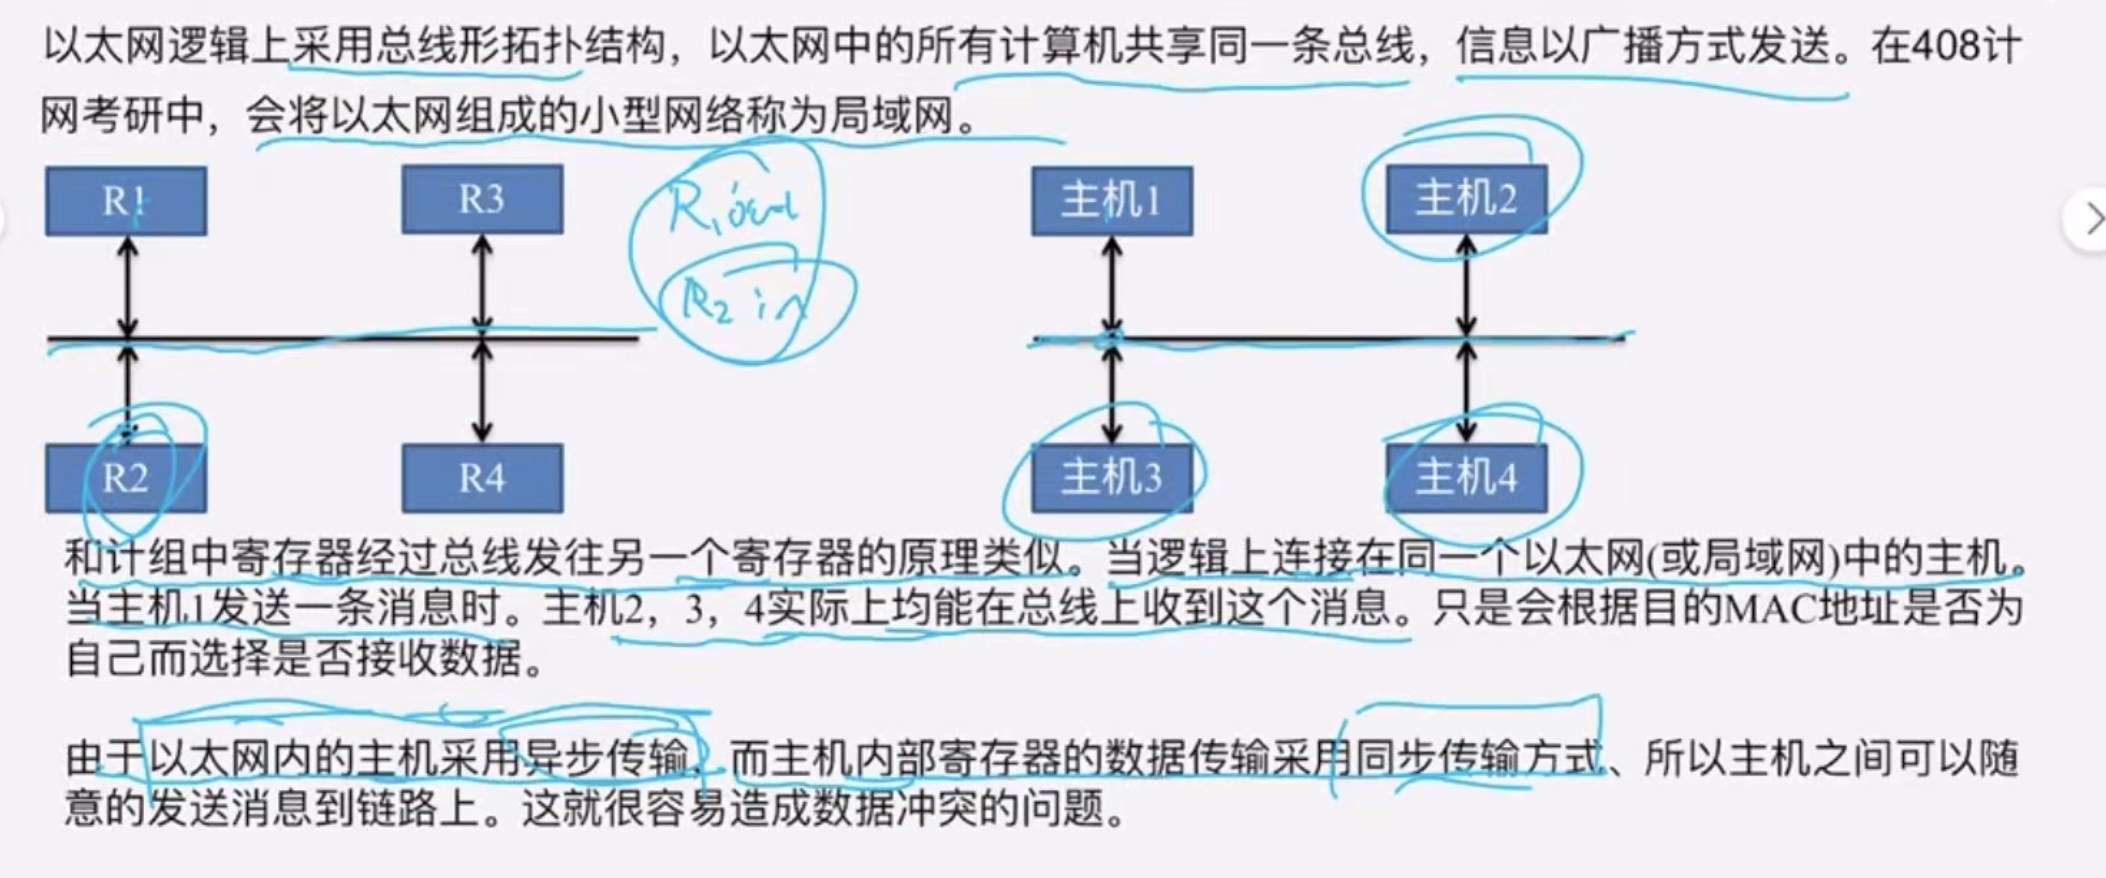 以太网逻辑上采用总线形拓扑结构，以太网中的所有计算机共享同一条总线，信息以广播方式发送。在408计
网考研中，会将以太网组成的小型网络称为局域网。
R1 R3 R1out 主机1 主机2
R2 in
R2 R4 主机3 主机4
和计组中寄存器经过总线发往另一个寄存器的原理类似。当逻辑上连接在同一个以太网(或局域网)中的主机。
当主机1发送一条消息时。主机2，3，4实际上均能在总线上收到这个消息。只是会根据目的MAC地址是否为
自己而选择是否接收数据。
由于以太网内的主机采用异步传输、而主机内部寄存器的数据传输采用同步传输方式、所以主机之间可以随
意的发送消息到链路上。这就很容易造成数据冲突的问题。